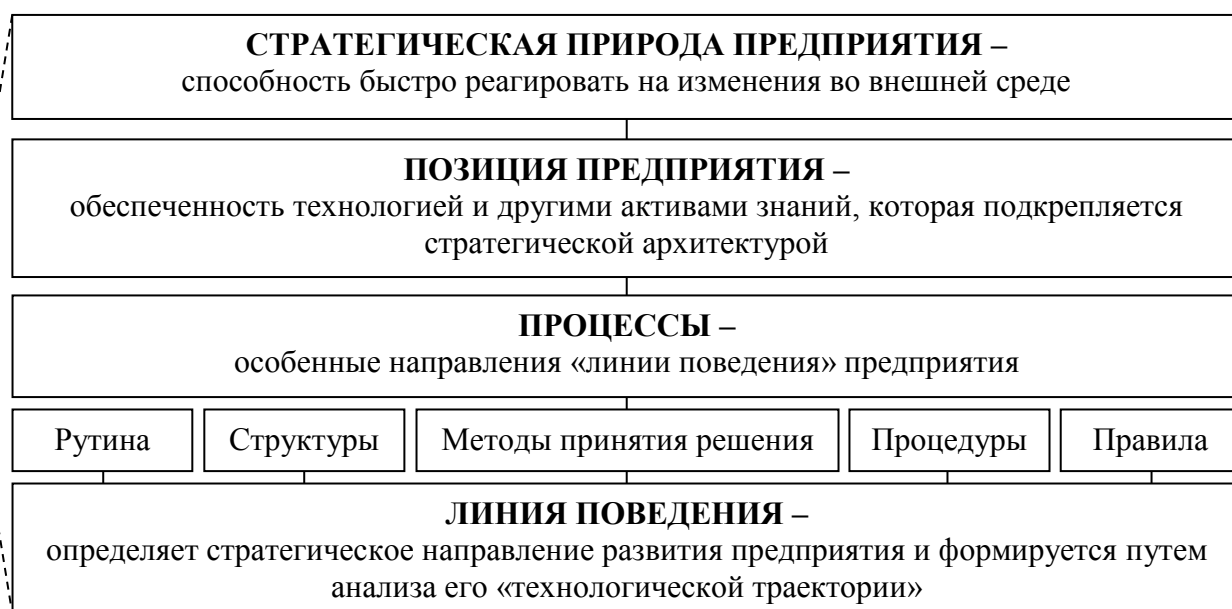 СТРАТЕГИЧЕСКАЯ ПРИРОДА ПРЕДПРИЯТИЯ –
способность быстро реагировать на изменения во внешней среде
ПОЗИЦИЯ ПРЕДПРИЯТИЯ –
обеспеченность технологией и другими активами знаний, которая подкрепляется
стратегической архитектурой
ПРОЦЕССЫ –
особенные направления «линии поведения» предприятия
Рутина
Структуры
Методы принятия решения
Процедуры
Правила
ЛИНИЯ ПОВЕДЕНИЯ –
определяет стратегическое направление развития предприятия и формируется путем
анализа его «технологической траектории»